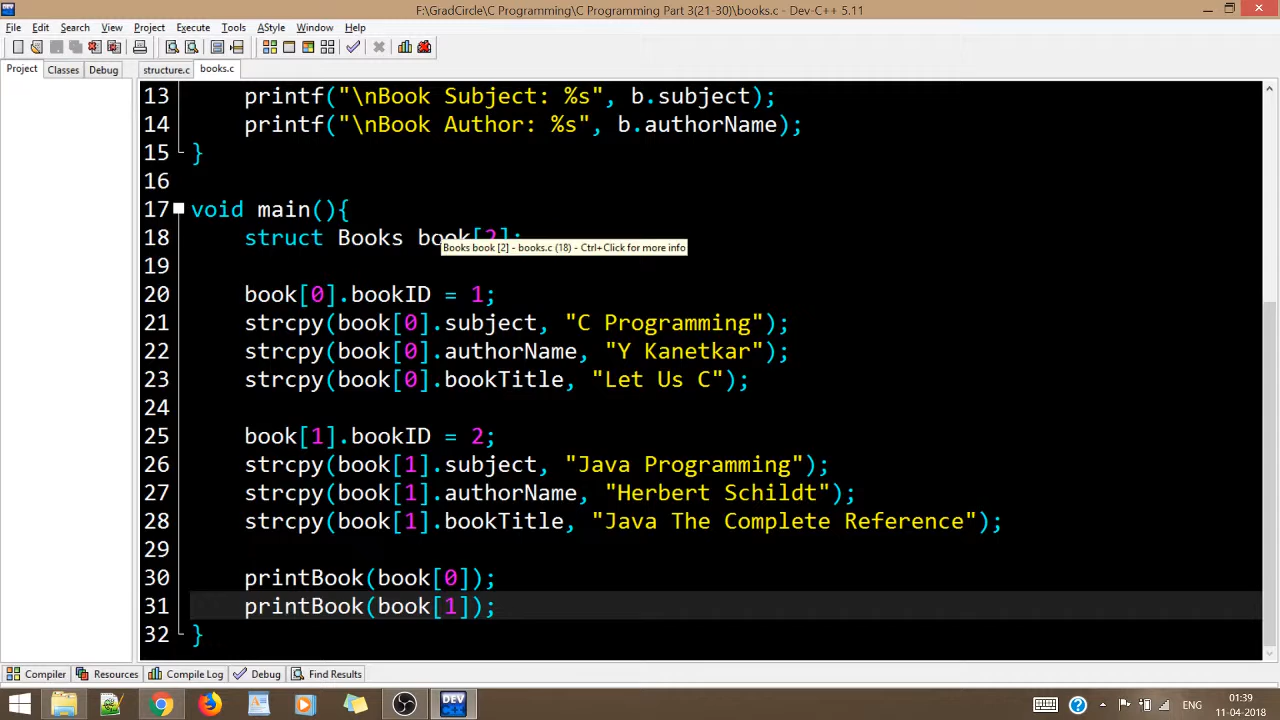 F:\GradCircle\C Programming\C Programming Part 3(21-30)\books.c - Dev-C++ 5.11
File Edit Search View Project Execute Tools AStyle Window Help
Project Classes Debug structure.c books.c
13 printf("\nBook Subject: %s", b.subject);
14 printf("\nBook Author: %s", b.authorName);
15 }
16
17 void main(){
18 struct Books book[2];
Books book [2] - books.c (18) - Ctrl+Click for more info
19
20 book[0].bookID = 1;
21 strcpy(book[0].subject, "C Programming");
22 strcpy(book[0].authorName, "Y Kanetkar");
23 strcpy(book[0].bookTitle, "Let Us C");
24
25 book[1].bookID = 2;
26 strcpy(book[1].subject, "Java Programming");
27 strcpy(book[1].authorName, "Herbert Schildt");
28 strcpy(book[1].bookTitle, "Java The Complete Reference");
29
30 printBook(book[0]);
31 printBook(book[1]);
32 }
Compiler Resources Compile Log Debug Find Results
DEV
ENG
01:39
11-04-2018